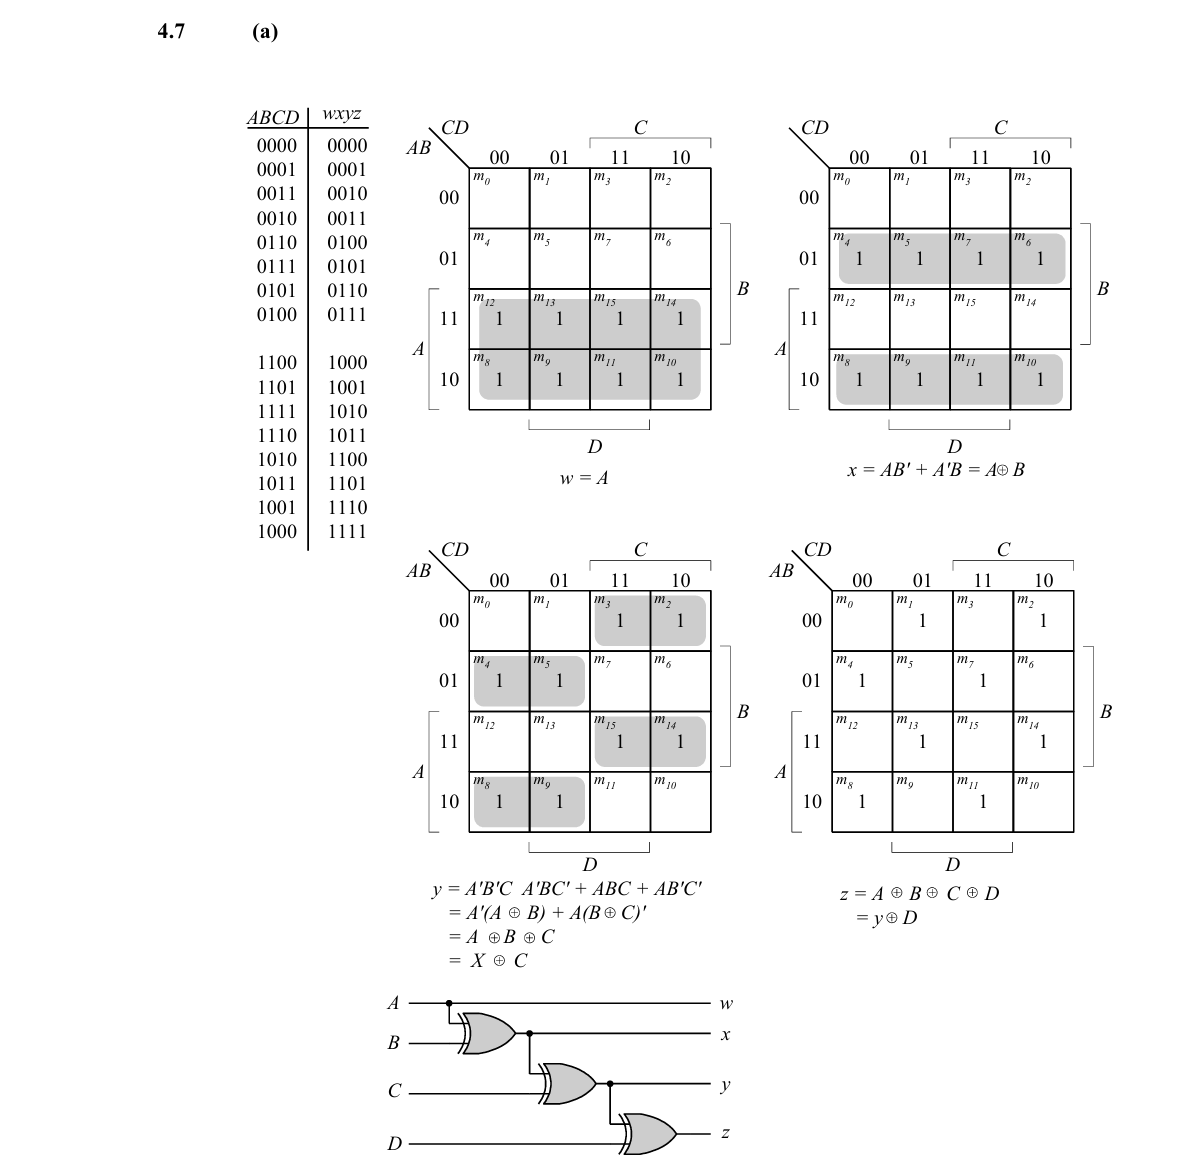 4.7 (a)
ABCD wxyz
0000 0000
0001 0001
0011 0010
0010 0011
0110 0100
0111 0101
0101 0110
0100 0111
1100 1000
1101 1001
1111 1010
1110 1011
1010 1100
1011 1101
1001 1110
1000 1111
CD C
AB 00 01 11 10
m0 m1 m3 m2
00
m4 m5 m7 m6
01
B
m12 m13 m15 m14
11 1 1 1 1
A
m8 m9 m11 m10
10 1 1 1 1
D
w = A
CD C
00 01 11 10
m0 m1 m3 m2
00
m4 m5 m7 m6
01 1 1 1 1
B
m12 m13 m15 m14
11
A
m8 m9 m11 m10
10 1 1 1 1
D
x = AB' + A'B = A⊕ B
CD C
AB 00 01 11 10
m0 m1 m3 m2
00 1 1
m4 m5 m7 m6
01 1 1
B
m12 m13 m15 m14
11 1 1
A
m8 m9 m11 m10
10 1 1
D
y = A'B'C A'BC' + ABC + AB'C'
= A'(A ⊕ B) + A(B ⊕ C)'
= A ⊕ B ⊕ C
= X ⊕ C
CD C
AB 00 01 11 10
m0 m1 m3 m2
00 1 1
m4 m5 m7 m6
01 1 1
B
m12 m13 m15 m14
11 1 1
A
m8 m9 m11 m10
10 1 1
D
z = A ⊕ B ⊕ C ⊕ D
= y ⊕ D
A w
B x
C y
D z